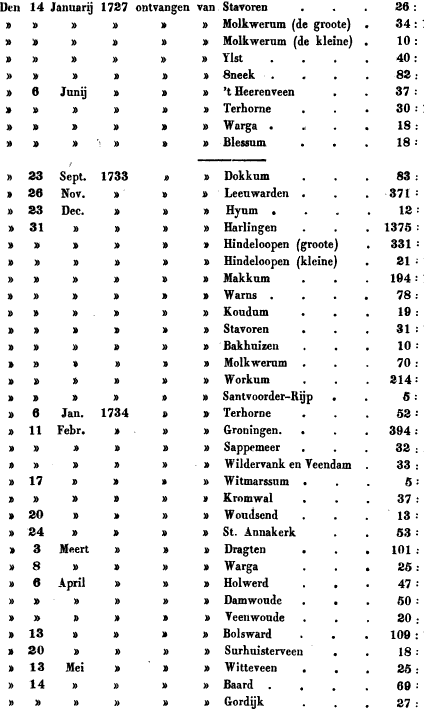 Den 14 Januarij 1727 ontvangen van Stavoren . . . 26 :
» » » » » » Molkwerum (de groote) . 34 :
» » » » » » Molkwerum (de kleine) . 10 :
» » » » » » Ylst . . . . 40 :
» » » » » » Sneek . . . . 82 :
» 6 Junij » » » 't Heerenveen . . 37 :
» » » » » » Terhorne . . . 30 :
» » » » » » Warga . . . . 18 :
» » » » » » Blessum . . . 18 :
» 23 Sept. 1733 » » Dokkum . . . 83 :
» 26 Nov. » » » Leeuwarden . . . 371 :
» 23 Dec. » » » Hyum . . . . 12 :
» 31 » » » » Harlingen . . . 1375 :
» » » » » » Hindeloopen (groote) . 331 :
» » » » » » Hindeloopen (kleine) . 21 :
» » » » » » Makkum . . . 194 :
» » » » » » Warns . . . . 78 :
» » » » » » Koudum . . . 19 :
» » » » » » Stavoren . . . 31 :
» » » » » » Bakhuizen . . . 10 :
» » » » » » Molkwerum . . . 70 :
» » » » » » Workum . . . 214 :
» » » » » » Santvoorder-Rijp . . 5 :
» 6 Jan. 1734 » » Terhorne . . . 52 :
» 11 Febr. » » » Groningen. . . . 394 :
» » » » » » Sappemeer . . . 32 :
» » » » » » Wildervank en Veendam . 33 :
» 17 » » » » Witmarssum . . . 5 :
» » » » » » Kromwal . . . 37 :
» 20 » » » » Woudsend . . . 13 :
» 24 » » » » St. Annakerk . . 53 :
» 3 Meert » » » Dragten . . . 101 :
» 8 » » » » Warga . . . 25 :
» 6 April » » » Holwerd . . . 47 :
» » » » » » Damwoude . . . 50 :
» » » » » » Veenwoude . . . 20 :
» 13 » » » » Bolsward . . . 109 :
» 20 » » » » Surhuisterveen . . 18 :
» 13 Mei » » » Witteveen . . . 25 :
» 14 » » » » Baard . . . . 69 :
» » » » » » Gordijk . . . 27 :